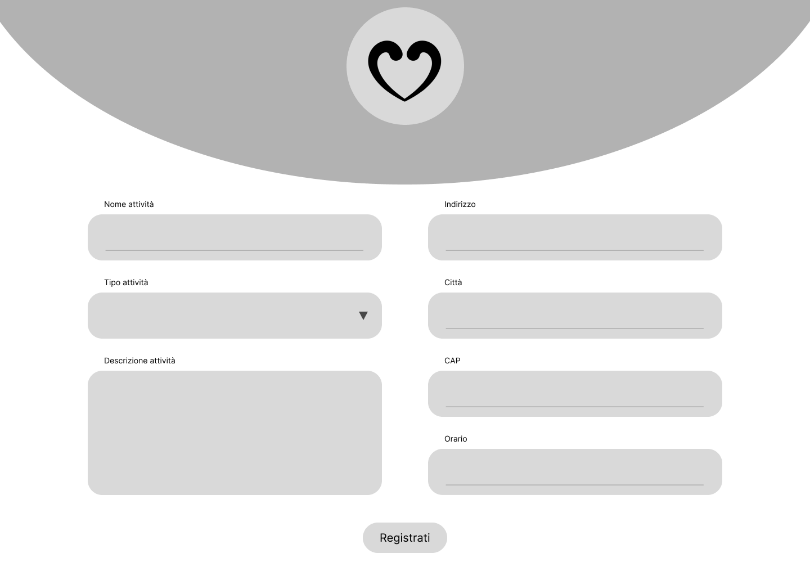 Nome attività
Indirizzo
Tipo attività
Città
Descrizione attività
CAP
Orario
Registrati